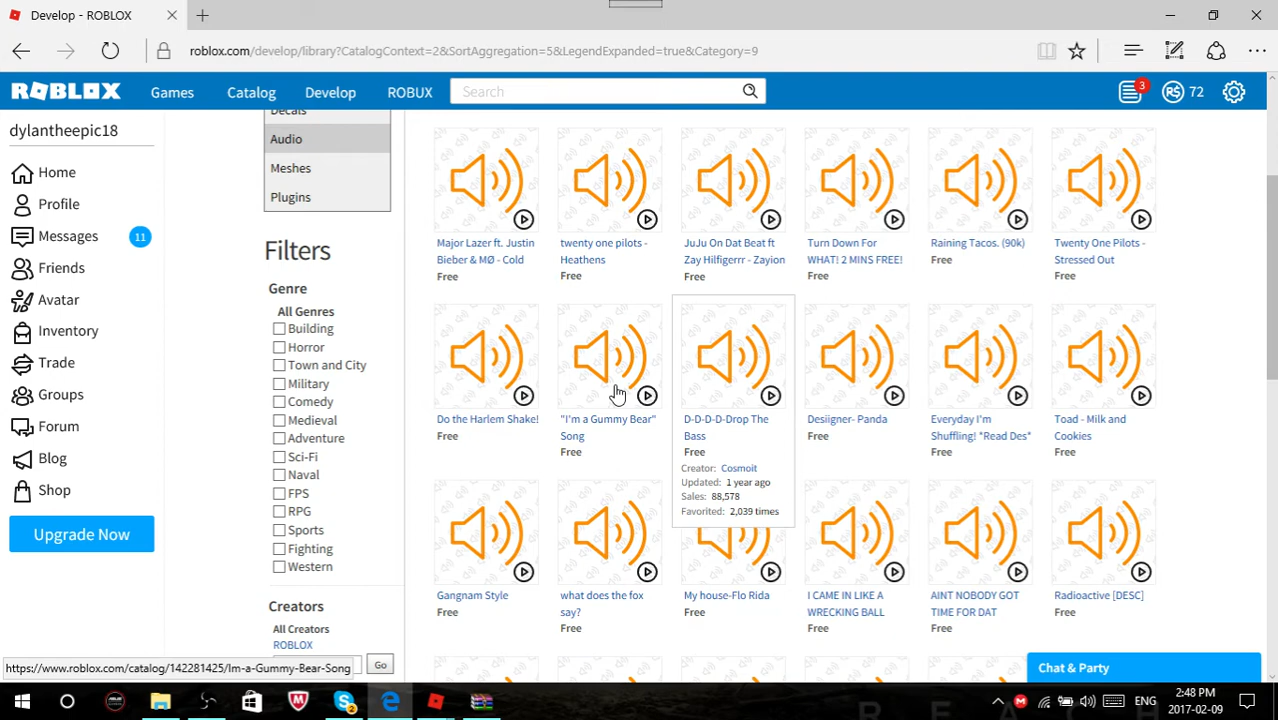 Develop - ROBLOX
roblox.com/develop/library?CatalogContext=2&SortAggregation=5&LegendExpanded=true&Category=9
ROBLOX
Games
Catalog
Develop
ROBUX
Search
3
R$ 72
dylantheepic18
Home
Profile
Messages
11
Friends
Avatar
Inventory
Trade
Groups
Forum
Blog
Shop
Upgrade Now
Decals
Audio
Meshes
Plugins
Filters
Genre
All Genres
Building
Horror
Town and City
Military
Comedy
Medieval
Adventure
Sci-Fi
Naval
FPS
RPG
Sports
Fighting
Western
Creators
All Creators
ROBLOX
Go
Major Lazer ft. Justin
Bieber & MØ - Cold
Free
twenty one pilots -
Heathens
Free
JuJu On Dat Beat ft
Zay Hilfigerrr - Zayion
Free
Turn Down For
WHAT! 2 MINS FREE!
Free
Raining Tacos. (90k)
Free
Twenty One Pilots -
Stressed Out
Free
Do the Harlem Shake!
Free
"I'm a Gummy Bear"
Song
Free
D-D-D-D-Drop The
Bass
Free
Creator: Cosmoit
Updated: 1 year ago
Sales: 88,578
Favorited: 2,039 times
Desiigner- Panda
Free
Everyday I'm
Shuffling! *Read Des*
Free
Toad - Milk and
Cookies
Free
Gangnam Style
Free
what does the fox
say?
Free
My house-Flo Rida
Free
I CAME IN LIKE A
WRECKING BALL
Free
AINT NOBODY GOT
TIME FOR DAT
Free
Radioactive [DESC]
Free
https://www.roblox.com/catalog/142281425/Im-a-Gummy-Bear-Song
Chat & Party
ENG
2:48 PM
2017-02-09